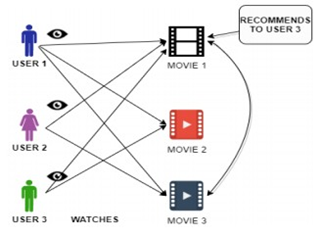 RECOMMENDS
TO USER 3
USER 1
MOVIE 1
USER 2
MOVIE 2
USER 3
WATCHES
MOVIE 3